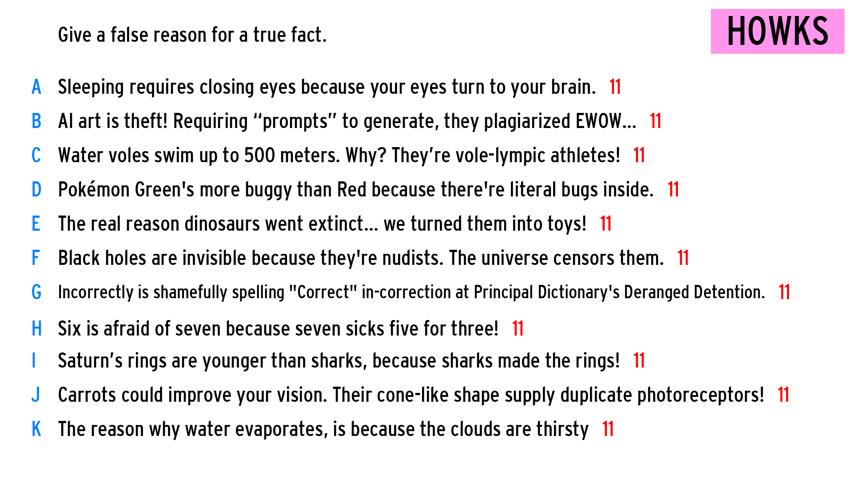 Give a false reason for a true fact.
HOWKS
A Sleeping requires closing eyes because your eyes turn to your brain. 11
B AI art is theft! Requiring “prompts” to generate, they plagiarized EWOW... 11
C Water voles swim up to 500 meters. Why? They’re vole-lympic athletes! 11
D Pokémon Green's more buggy than Red because there're literal bugs inside. 11
E The real reason dinosaurs went extinct... we turned them into toys! 11
F Black holes are invisible because they're nudists. The universe censors them. 11
G Incorrectly is shamefully spelling "Correct" in-correction at Principal Dictionary's Deranged Detention. 11
H Six is afraid of seven because seven sicks five for three! 11
I Saturn’s rings are younger than sharks, because sharks made the rings! 11
J Carrots could improve your vision. Their cone-like shape supply duplicate photoreceptors! 11
K The reason why water evaporates, is because the clouds are thirsty 11